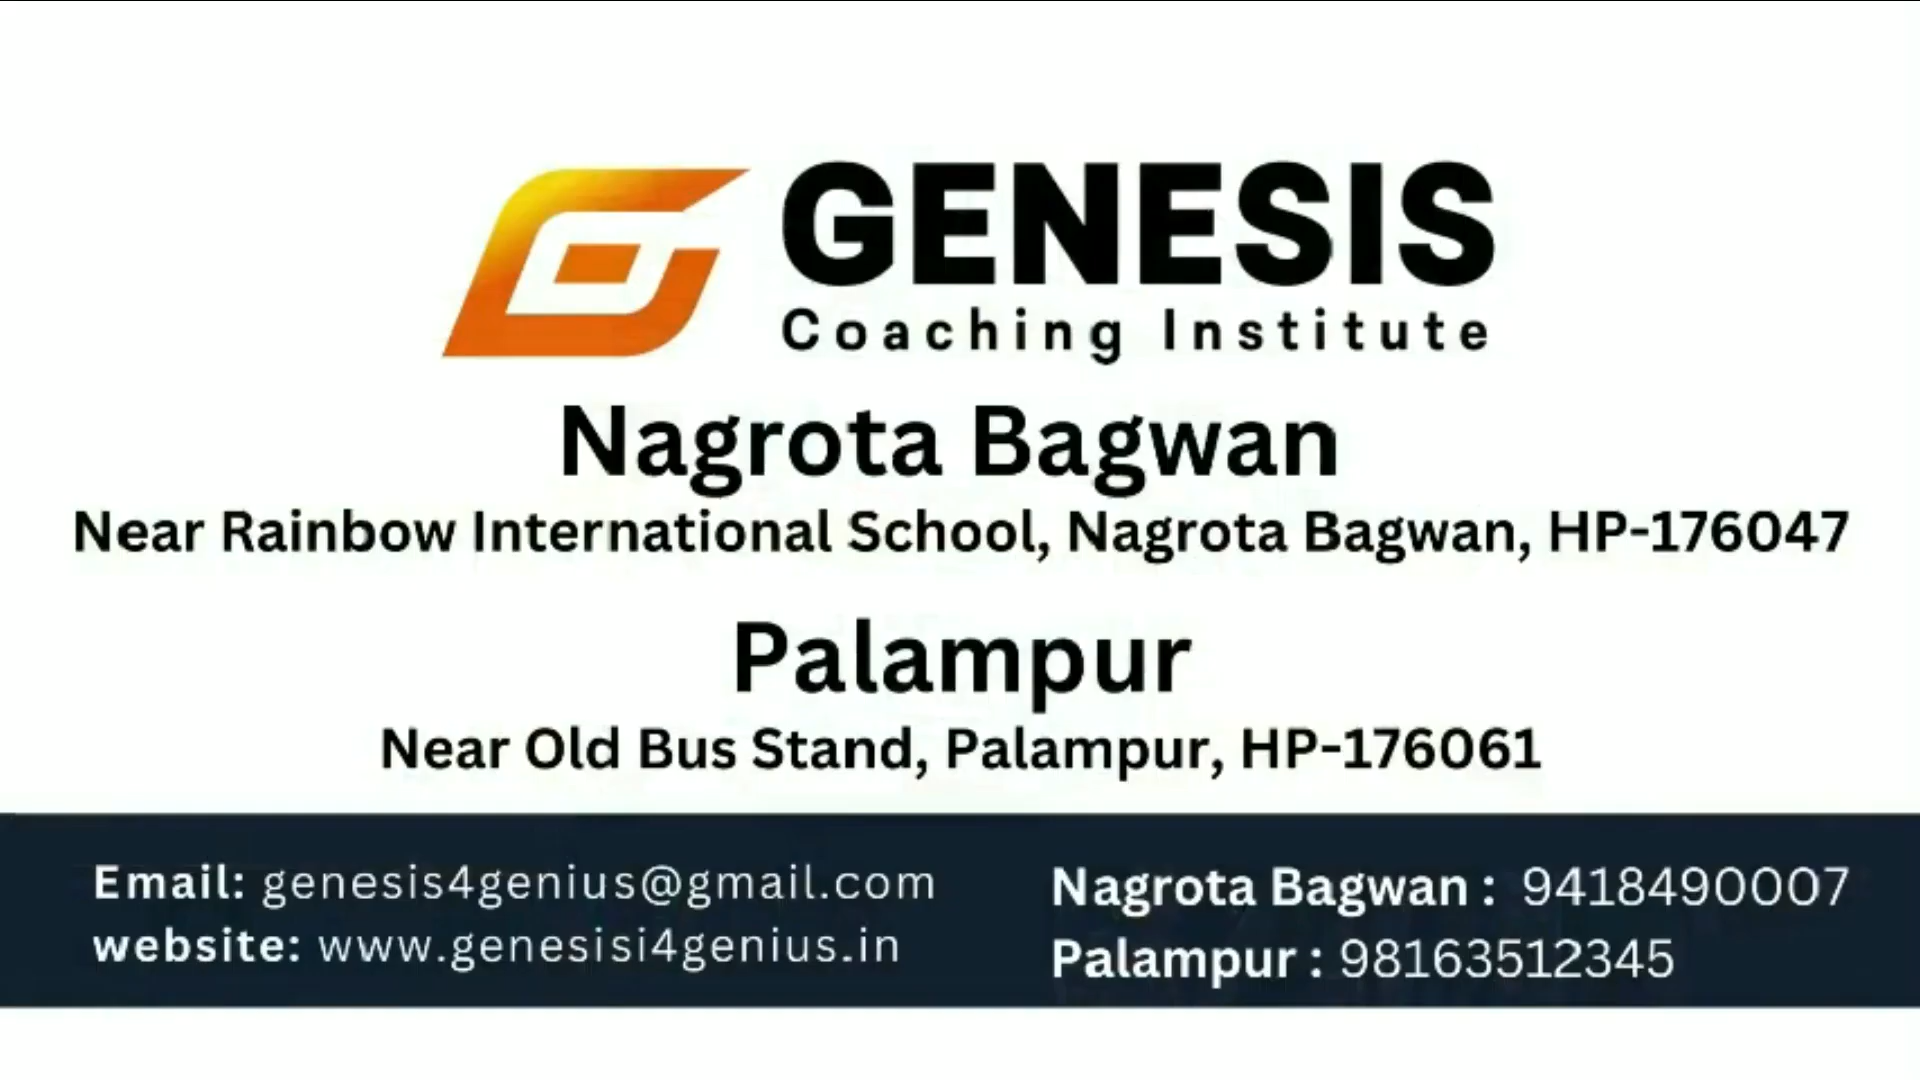 GENESIS
Coaching Institute
Nagrota Bagwan
Near Rainbow International School, Nagrota Bagwan, HP-176047
Palampur
Near Old Bus Stand, Palampur, HP-176061
Email: genesis4genius@gmail.com
website: www.genesisi4genius.in
Nagrota Bagwan : 9418490007
Palampur : 98163512345